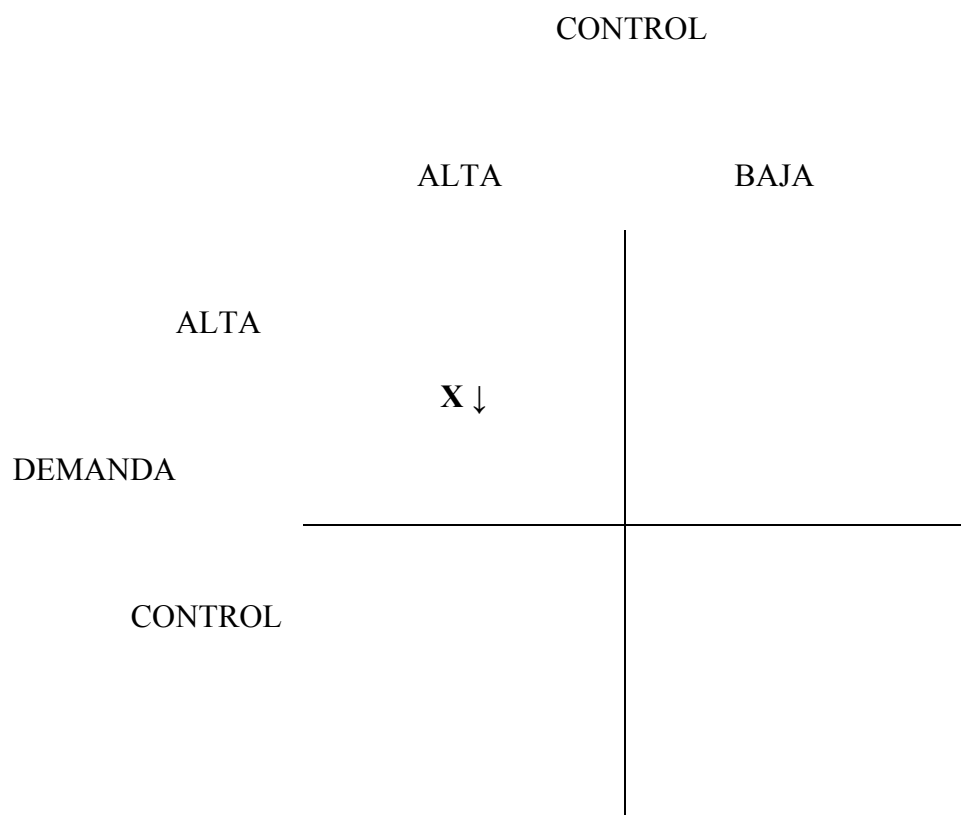 CONTROL
ALTA BAJA
ALTA
X ↓
DEMANDA
CONTROL